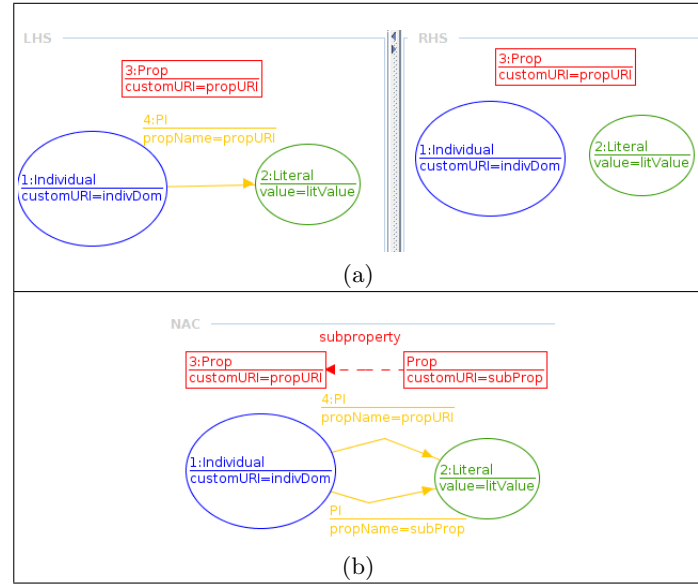 LHS
RHS
3:Prop
customURI=propURI
3:Prop
customURI=propURI
4:PI
propName=propURI
1:Individual
customURI=indivDom
2:Literal
value=litValue
1:Individual
customURI=indivDom
2:Literal
value=litValue
(a)
NAC
subproperty
3:Prop
customURI=propURI
Prop
customURI=subProp
4:PI
propName=propURI
1:Individual
customURI=indivDom
2:Literal
value=litValue
PI
propName=subProp
(b)